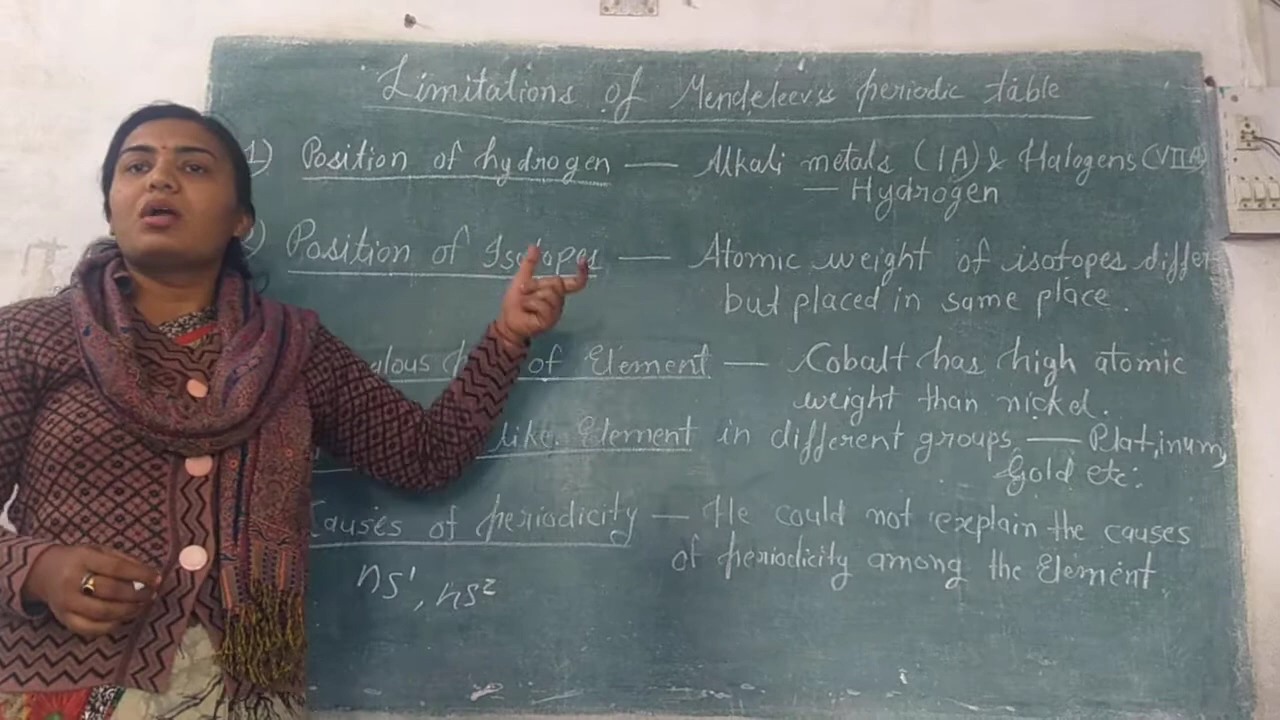 Limitations of Mendeleevs periodic table
1) Position of hydrogen — Alkali metals (IA) & Halogens (VIIA)
— Hydrogen
) Position of Isotopes — Atomic weight of isotopes differ
but placed in same place.
of Element — Cobalt has high atomic
weight than nickel.
like Element in different groups — Platinum,
Gold etc:
Causes of periodicity — He could not explain the causes
of periodicity among the Element.
ns¹, ns²